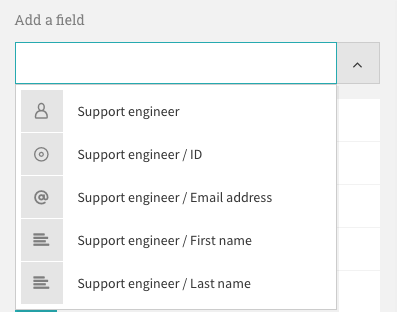 Add a field
Support engineer
Support engineer / ID
Support engineer / Email address
Support engineer / First name
Support engineer / Last name